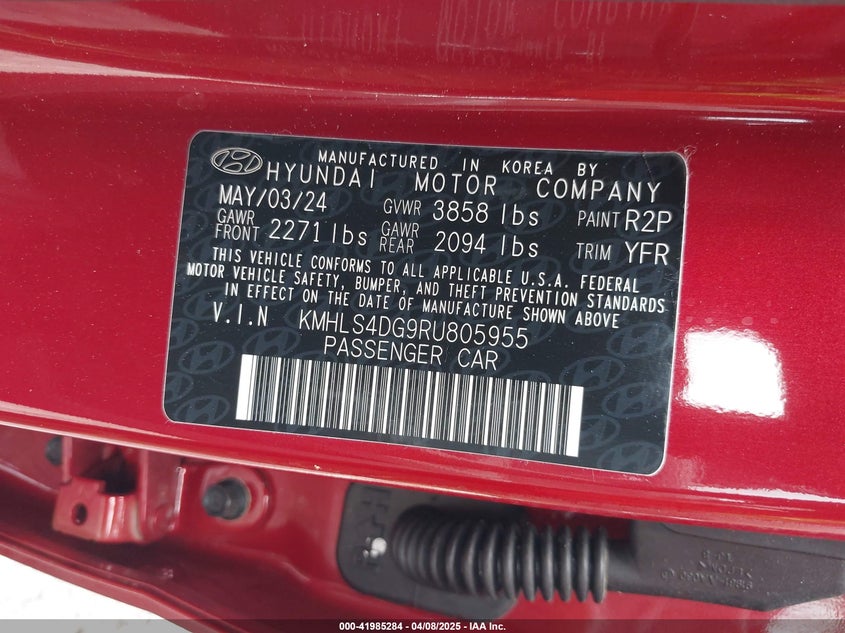 MANUFACTURED IN KOREA BY
HYUNDAI MOTOR COMPANY
MAY/03/24 GVWR 3858 lbs PAINT R2P
GAWR FRONT 2271 lbs GAWR REAR 2094 lbs TRIM YFR
THIS VEHICLE CONFORMS TO ALL APPLICABLE U.S.A. FEDERAL
MOTOR VEHICLE SAFETY, BUMPER, AND THEFT PREVENTION STANDARDS
IN EFFECT ON THE DATE OF MANUFACTURE SHOWN ABOVE
V.I.N KMHLS4DG9RU805955
PASSENGER CAR
000-41985284 - 04/08/2025 - IAA Inc.